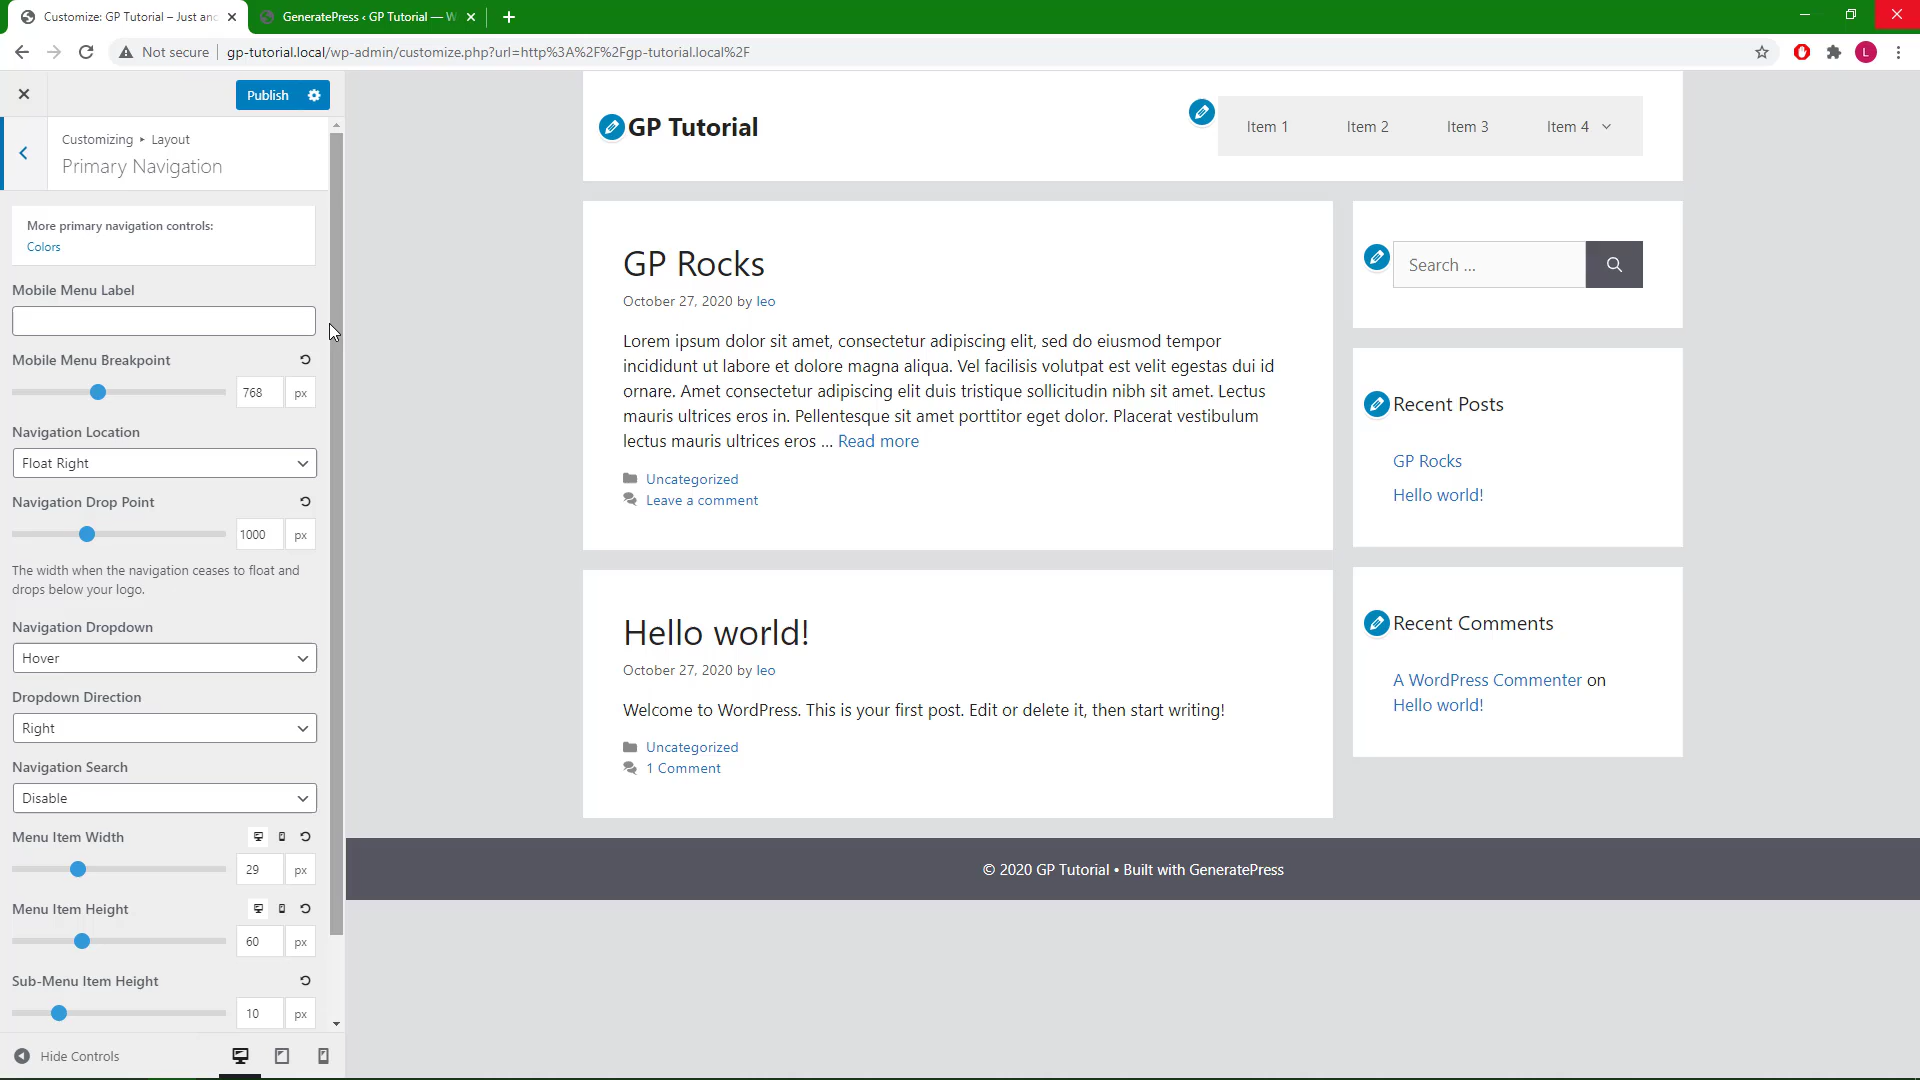 Customize: GP Tutorial – Just anc
GeneratePress ‹ GP Tutorial — W
Not secure
gp-tutorial.local/wp-admin/customize.php?url=http%3A%2F%2Fgp-tutorial.local%2F
L
Publish
Customizing ▸ Layout
Primary Navigation
More primary navigation controls:
Colors
Mobile Menu Label
Mobile Menu Breakpoint
768 px
Navigation Location
Float Right
Navigation Drop Point
1000 px
The width when the navigation ceases to float and
drops below your logo.
Navigation Dropdown
Hover
Dropdown Direction
Right
Navigation Search
Disable
Menu Item Width
29 px
Menu Item Height
60 px
Sub-Menu Item Height
10 px
Hide Controls
GP Tutorial
Item 1 Item 2 Item 3 Item 4
GP Rocks
October 27, 2020 by leo
Lorem ipsum dolor sit amet, consectetur adipiscing elit, sed do eiusmod tempor
incididunt ut labore et dolore magna aliqua. Vel facilisis volutpat est velit egestas dui id
ornare. Amet consectetur adipiscing elit duis tristique sollicitudin nibh sit amet. Lectus
mauris ultrices eros in. Pellentesque sit amet porttitor eget dolor. Placerat vestibulum
lectus mauris ultrices eros ... Read more
Uncategorized
Leave a comment
Hello world!
October 27, 2020 by leo
Welcome to WordPress. This is your first post. Edit or delete it, then start writing!
Uncategorized
1 Comment
Search ...
Recent Posts
GP Rocks
Hello world!
Recent Comments
A WordPress Commenter on
Hello world!
© 2020 GP Tutorial • Built with GeneratePress